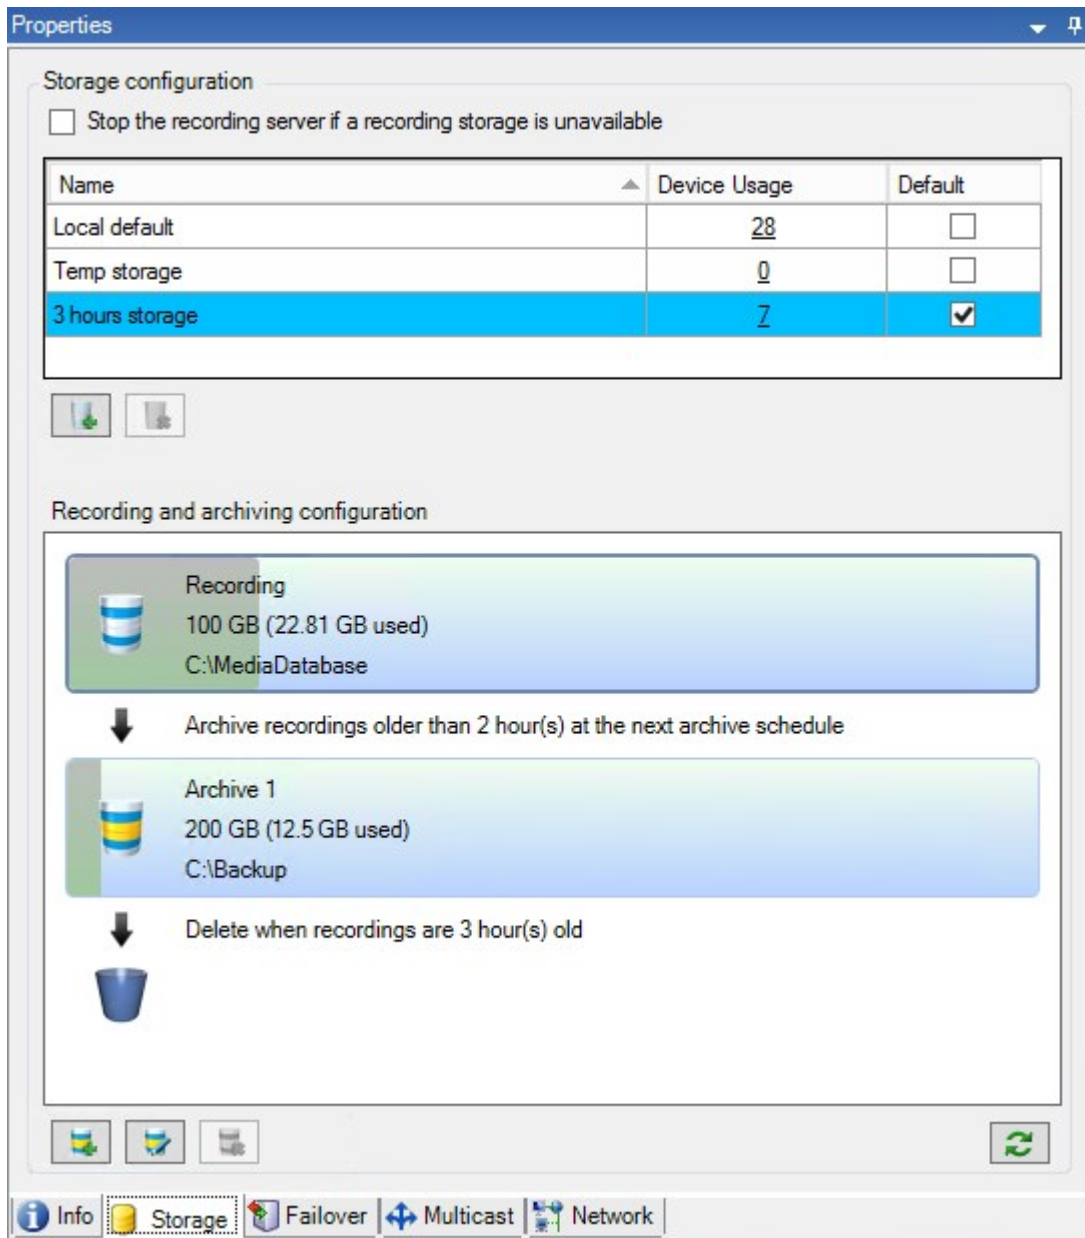 Properties
Storage configuration
Stop the recording server if a recording storage is unavailable
Name Device Usage Default
Local default 28
Temp storage 0
3 hours storage 7
Recording and archiving configuration
Recording
100 GB (22.81 GB used)
C:\MediaDatabase
Archive recordings older than 2 hour(s) at the next archive schedule
Archive 1
200 GB (12.5 GB used)
C:\Backup
Delete when recordings are 3 hour(s) old
Info Storage Failover Multicast Network